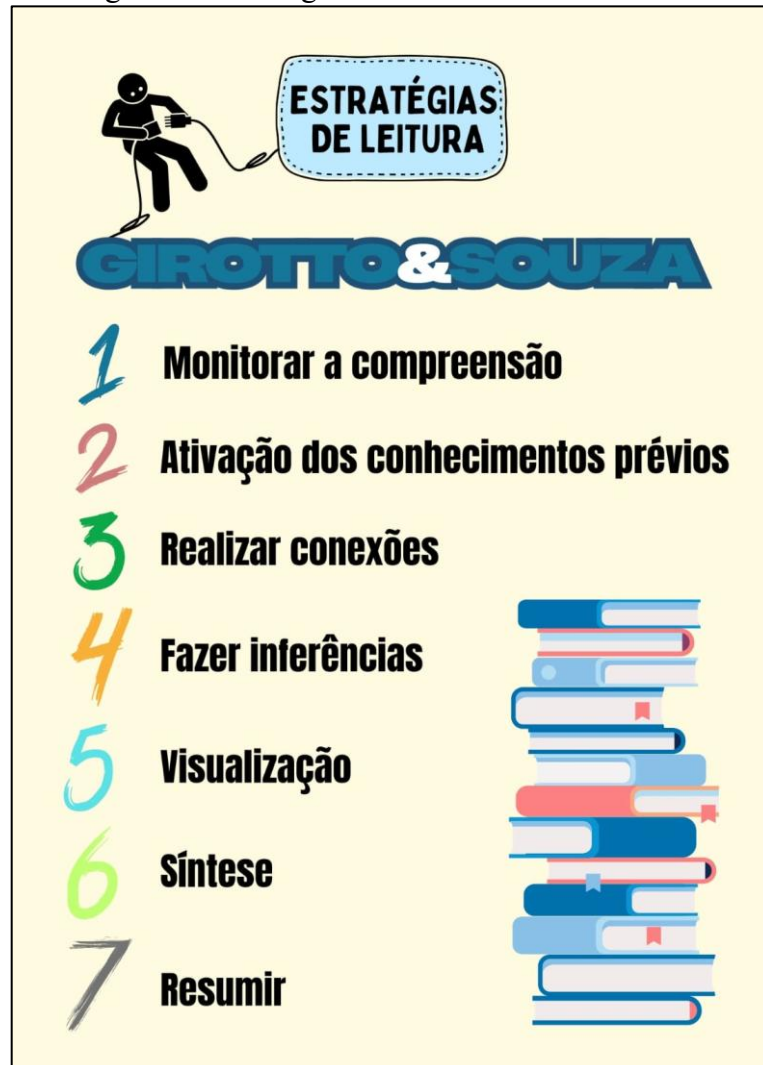 ESTRATÉGIAS
DE LEITURA
GIROTTO&SOUZA
1 Monitorar a compreensão
2 Ativação dos conhecimentos prévios
3 Realizar conexões
4 Fazer inferências
5 Visualização
6 Síntese
7 Resumir